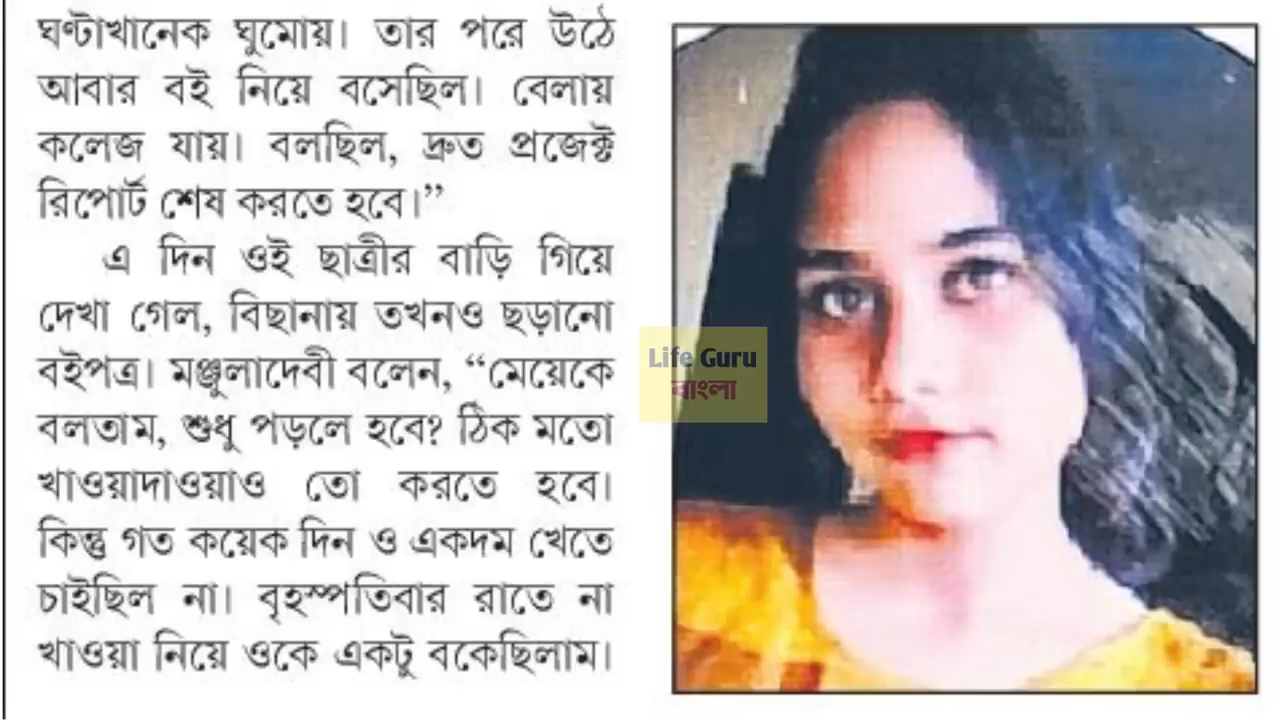 ঘণ্টাখানেক ঘুমোয়। তার পরে উঠে
আবার বই নিয়ে বসেছিল। বেলায়
কলেজ যায়। বলছিল, দ্রুত প্রজেক্ট
রিপোর্ট শেষ করতে হবে।”
এ দিন ওই ছাত্রীর বাড়ি গিয়ে
দেখা গেল, বিছানায় তখনও ছড়ানো
বইপত্র। মঞ্জুলাদেবী বলেন, “মেয়েকে
বলতাম, শুধু পড়লে হবে? ঠিক মতো
খাওয়াদাওয়াও তো করতে হবে।
কিন্তু গত কয়েক দিন ও একদম খেতে
চাইছিল না। বৃহস্পতিবার রাতে না
খাওয়া নিয়ে ওকে একটু বকেছিলাম।
Life Guru
বাংলা